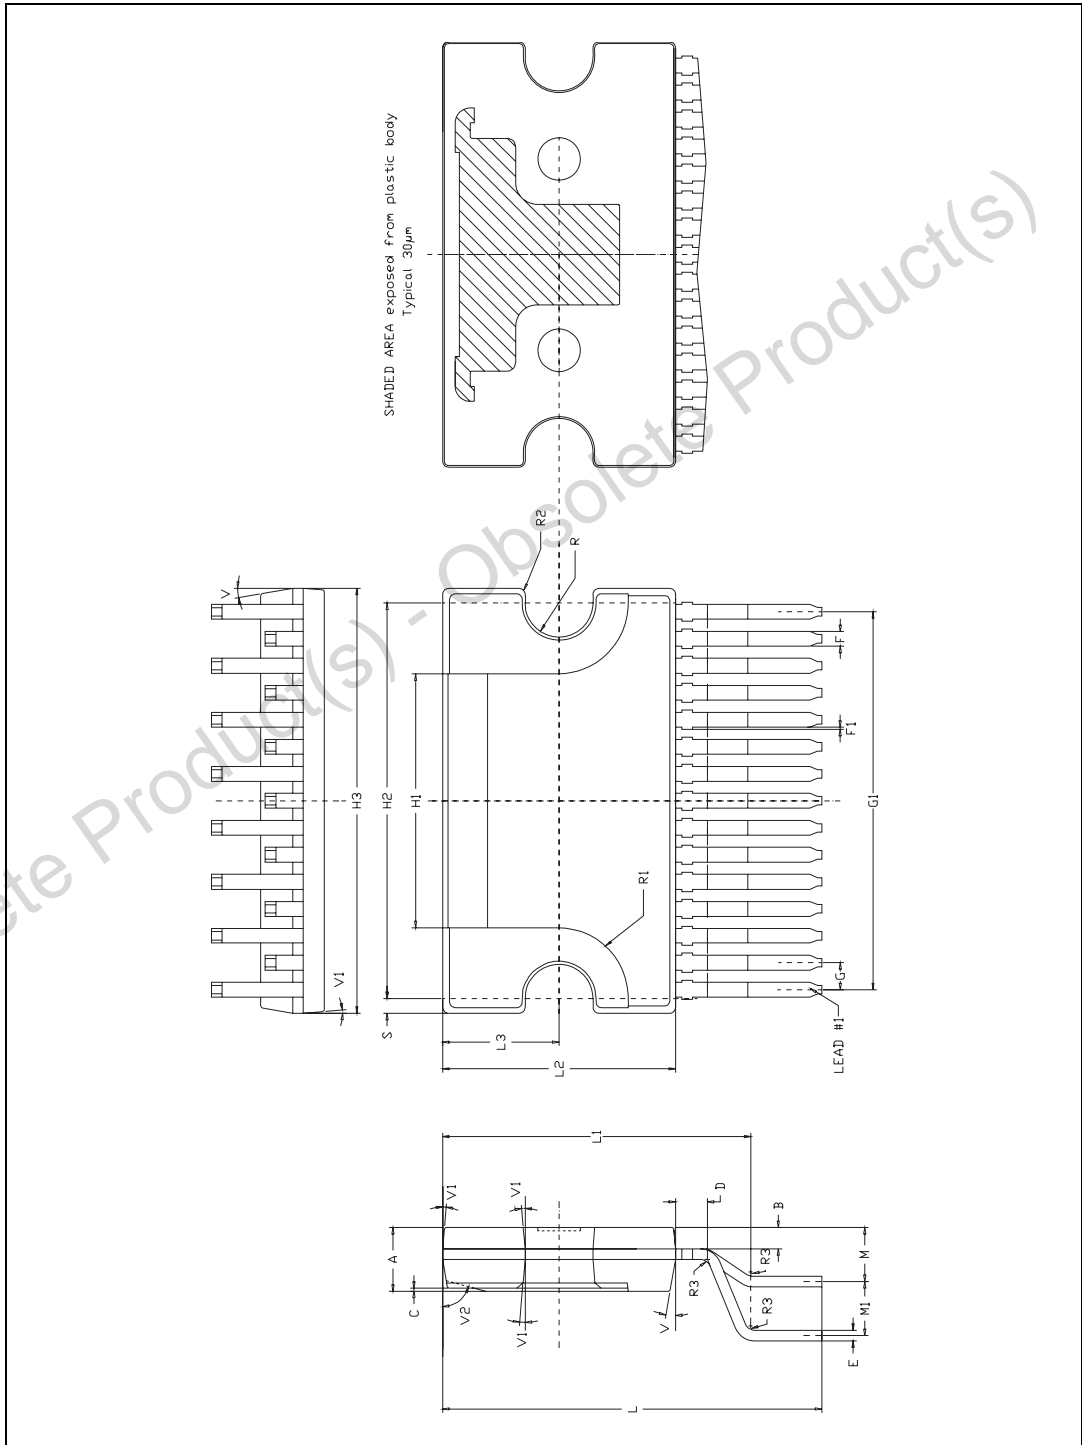 SHADED AREA exposed from plastic body
Typical 30µm
V
H3
H2
H1
S
V1
R2
R
R1
L3
L2
F
F1
G1
G
LEAD #1
L1
A
C
V1
V1
V1
V2
V
D
B
R3
R3
R3
M
M1
E
L
ete Product(s) - Obsolete Product(s)